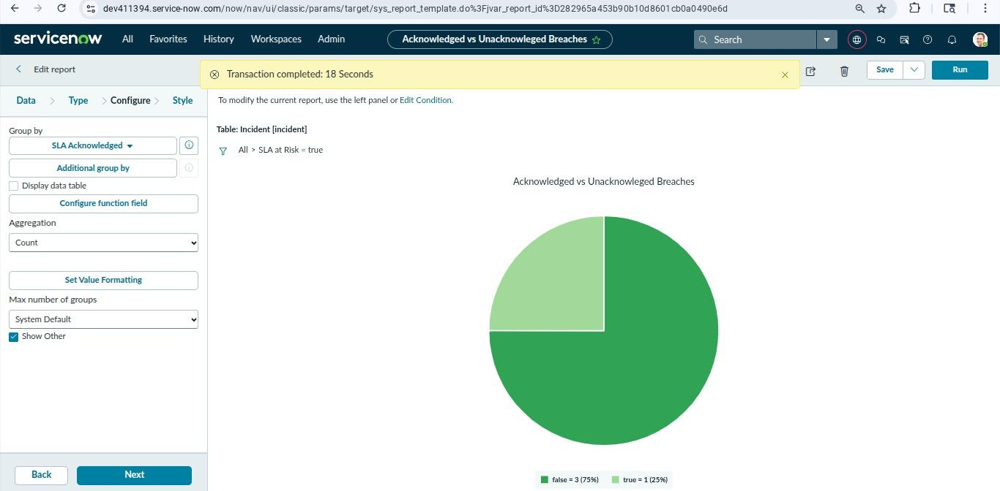 dev411394.service-now.com/now/nav/ui/classic/params/target/sys_report_template.do%3Fjvar_report_id%3D282965a453b90b10d8601cb0a0490e6d
servicenow All Favorites History Workspaces Admin Acknowledged vs Unacknowleged Breaches Search
Edit report Transaction completed: 18 Seconds Save Run
Data Type Configure Style
To modify the current report, use the left panel or Edit Condition.
Table: Incident [incident]
All > SLA at Risk = true
Group by
SLA Acknowledged
Additional group by
Display data table
Configure function field
Aggregation
Count
Set Value Formatting
Max number of groups
System Default
Show Other
Back Next
Acknowledged vs Unacknowleged Breaches
false = 3 (75%) true = 1 (25%)